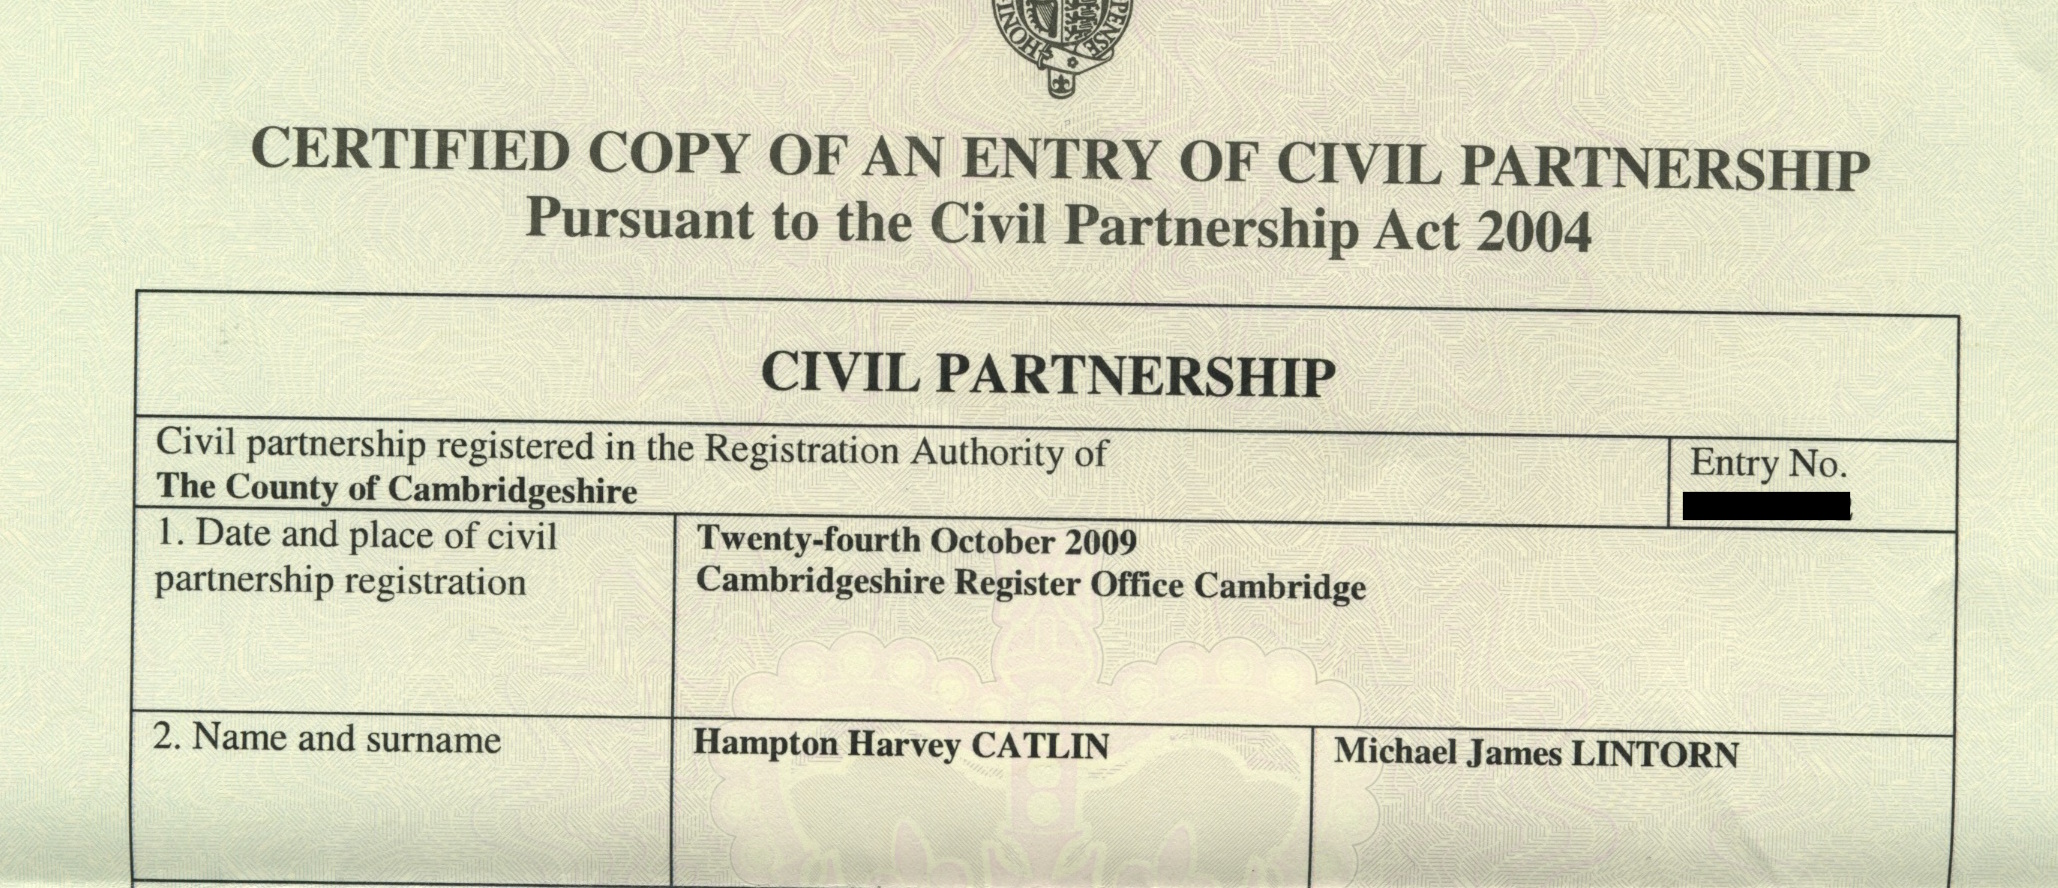 HONI PENSE
CERTIFIED COPY OF AN ENTRY OF CIVIL PARTNERSHIP
Pursuant to the Civil Partnership Act 2004
CIVIL PARTNERSHIP
Civil partnership registered in the Registration Authority of
The County of Cambridgeshire
Entry No.
1. Date and place of civil
partnership registration
Twenty-fourth October 2009
Cambridgeshire Register Office Cambridge
2. Name and surname
Hampton Harvey CATLIN
Michael James LINTORN